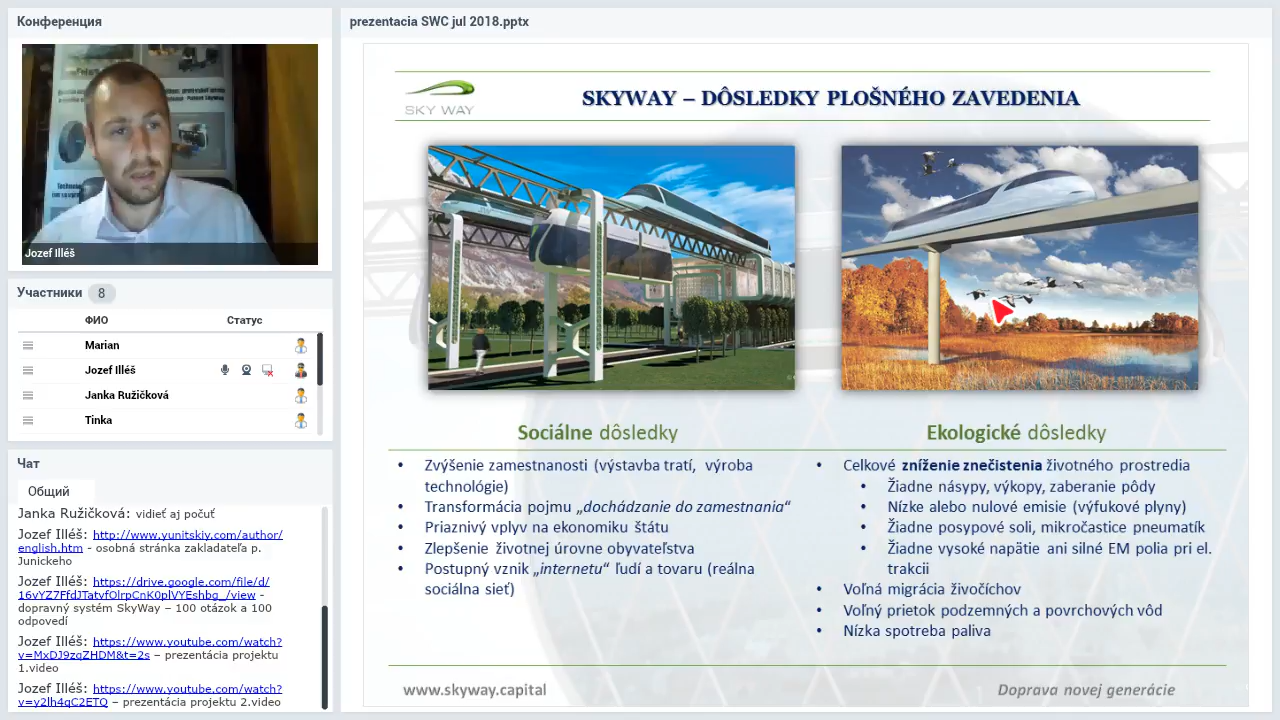 Конференция
Jozef Illéš
Участники 8
ФИО Статус
Marian
Jozef Illéš
Janka Ružičková
Tinka
Чат
Общий
Janka Ružičková: vidieť aj počuť
Jozef Illéš: http://www.yunitskiy.com/author/
english.htm - osobná stránka zakladateľa p.
Junickeho
Jozef Illéš: https://drive.google.com/file/d/
16vYZ7FfdJTatvfOlrpCnK0plVYEshbg_/view -
dopravný systém SkyWay – 100 otázok a 100
odpovedí
Jozef Illéš: https://www.youtube.com/watch?
v=MxDJ9zqZHDM&t=2s – prezentácia projektu
1.video
Jozef Illéš: https://www.youtube.com/watch?
v=y2lh4qC2ETQ – prezentácia projektu 2.video
prezentacia SWC jul 2018.pptx
SKY WAY
SKYWAY – DÔSLEDKY PLOŠNÉHO ZAVEDENIA
Sociálne dôsledky
• Zvýšenie zamestnanosti (výstavba tratí, výroba
technológie)
• Transformácia pojmu „dochádzanie do zamestnania“
• Priaznivý vplyv na ekonomiku štátu
• Zlepšenie životnej úrovne obyvateľstva
• Postupný vznik „internetu“ ľudí a tovaru (reálna
sociálna sieť)
Ekologické dôsledky
• Celkové zníženie znečistenia životného prostredia
• Žiadne násypy, výkopy, zaberanie pôdy
• Nízke alebo nulové emisie (výfukové plyny)
• Žiadne posypové soli, mikročastice pneumatík
• Žiadne vysoké napätie ani silné EM polia pri el.
trakcii
• Voľná migrácia živočíchov
• Voľný prietok podzemných a povrchových vôd
• Nízka spotreba paliva
www.skyway.capital
Doprava novej generácie